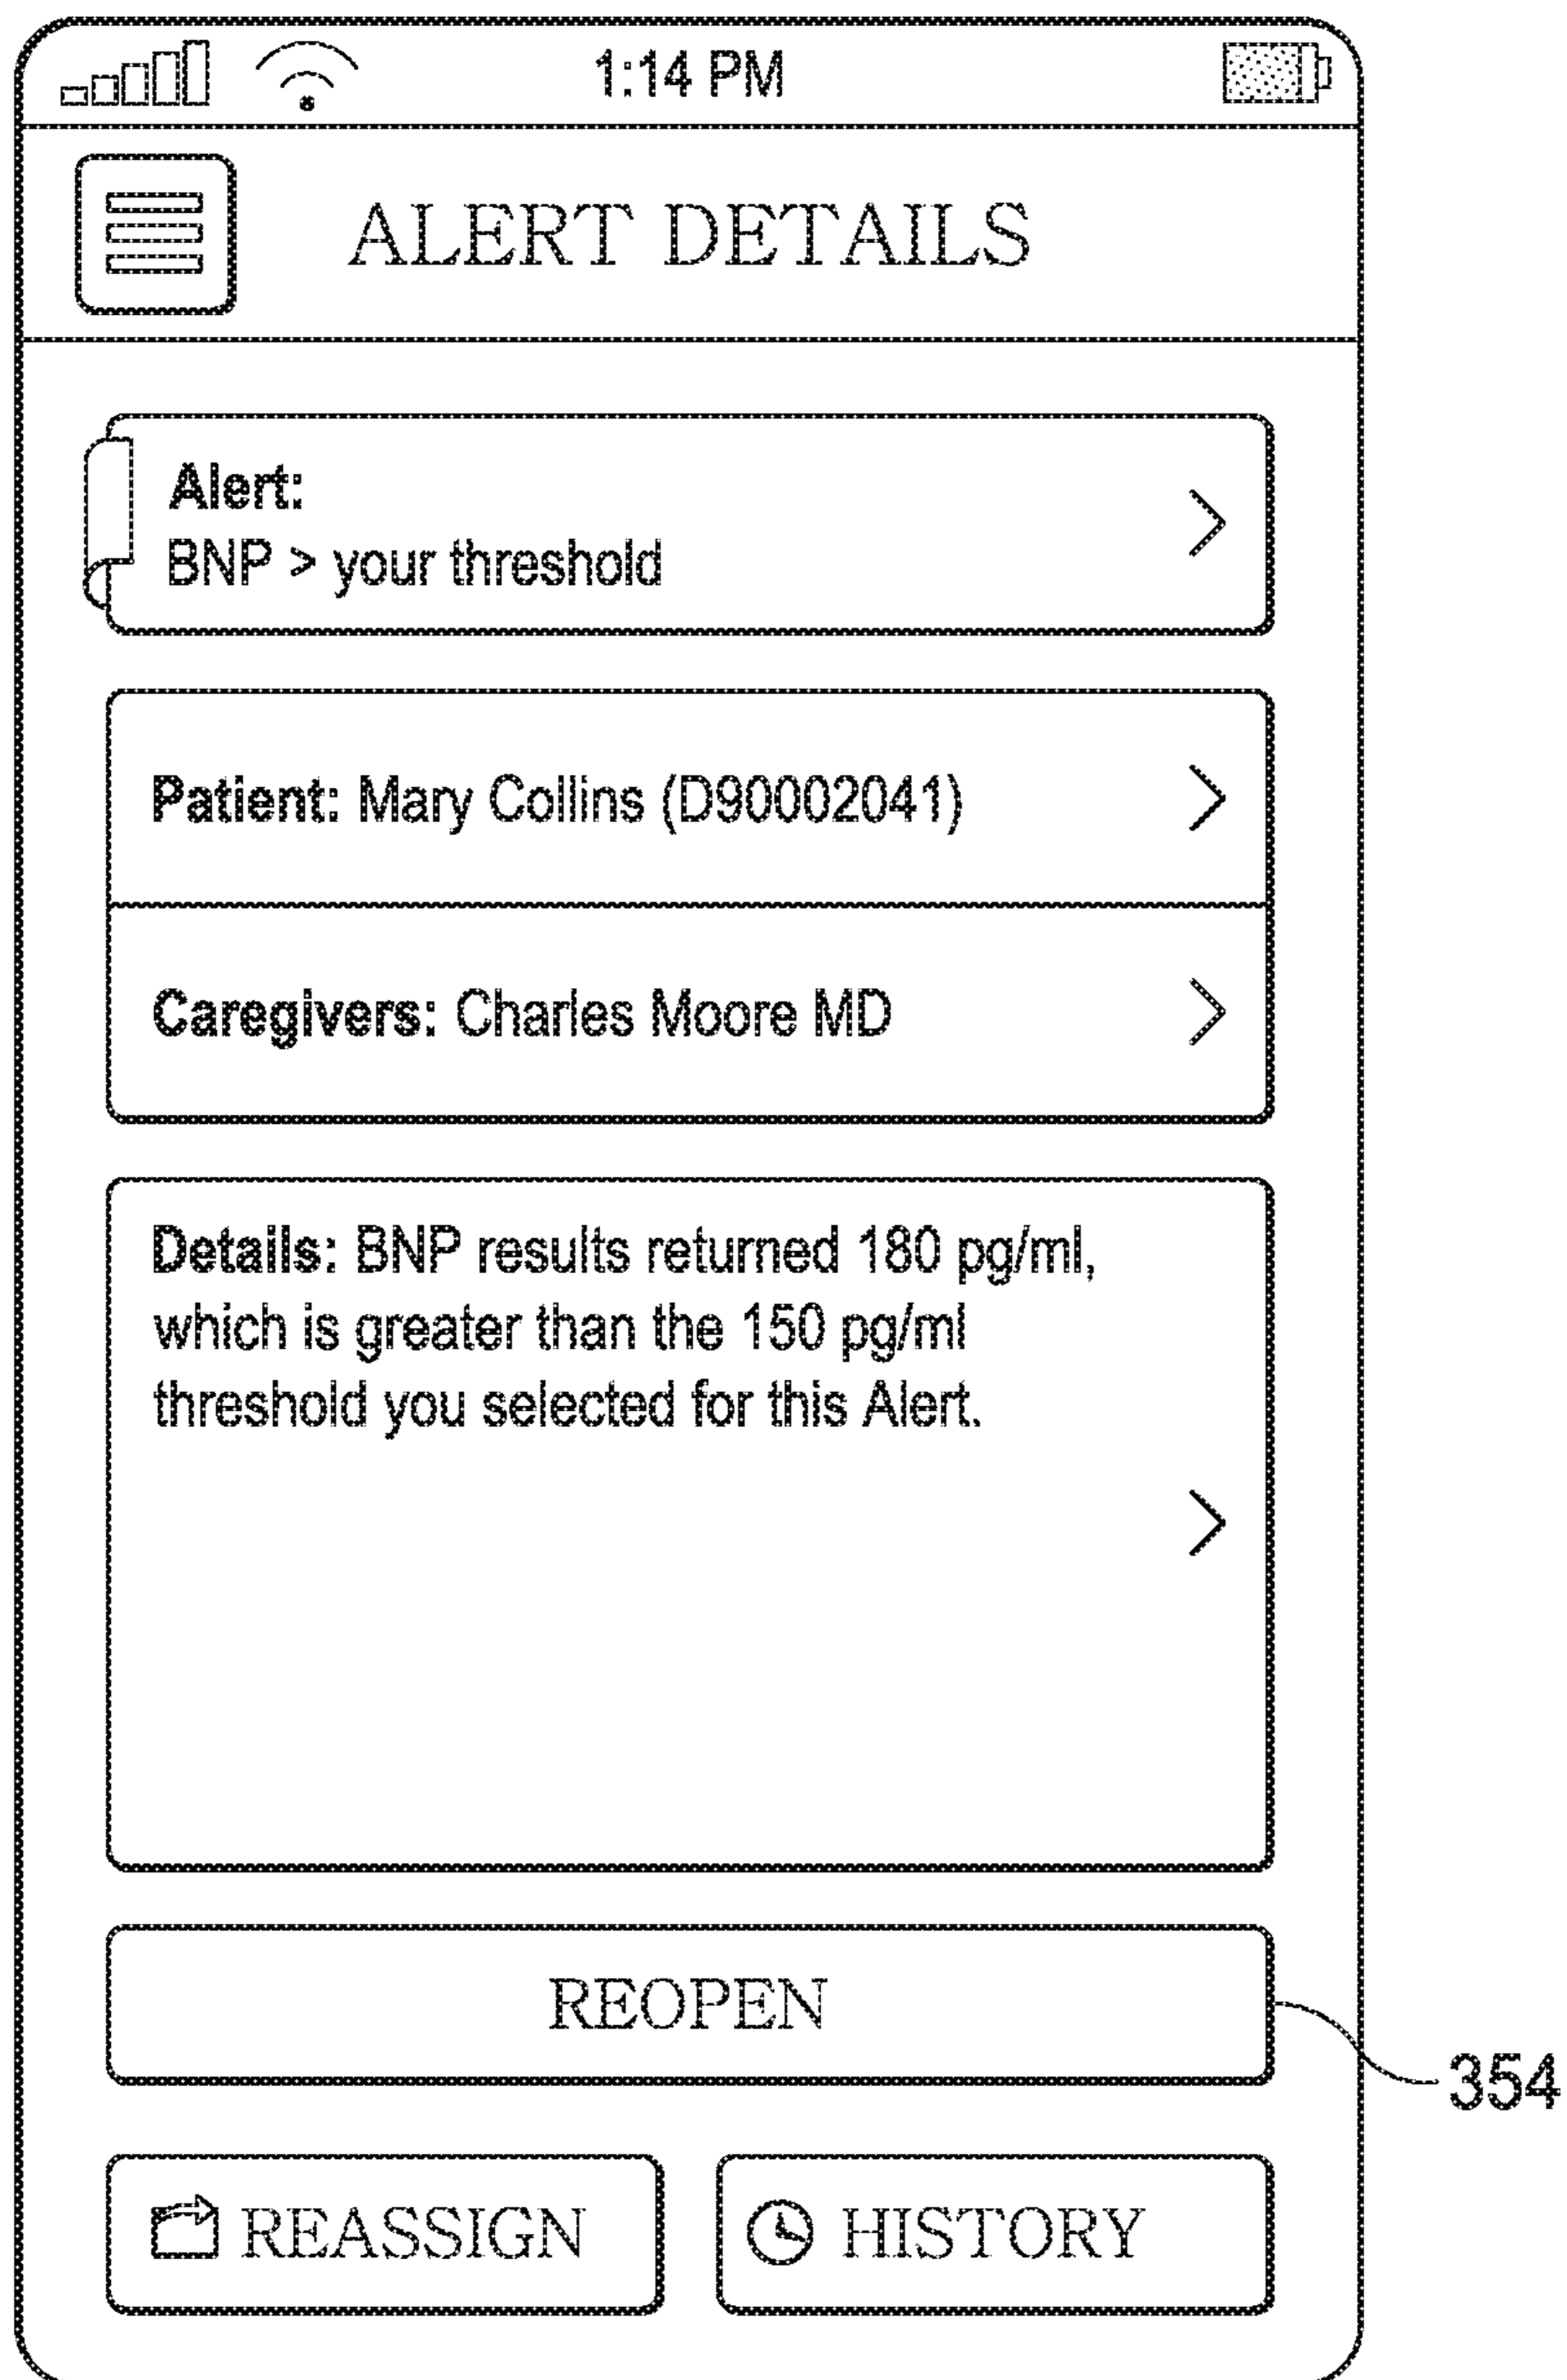 1:14 PM
ALERT DETAILS
Alert:
BNP > your threshold
Patient: Mary Collins (D90002041)
Caregivers: Charles Moore MD
Details: BNP results returned 180 pg/ml,
which is greater than the 150 pg/ml
threshold you selected for this Alert.
REOPEN
354
REASSIGN
HISTORY